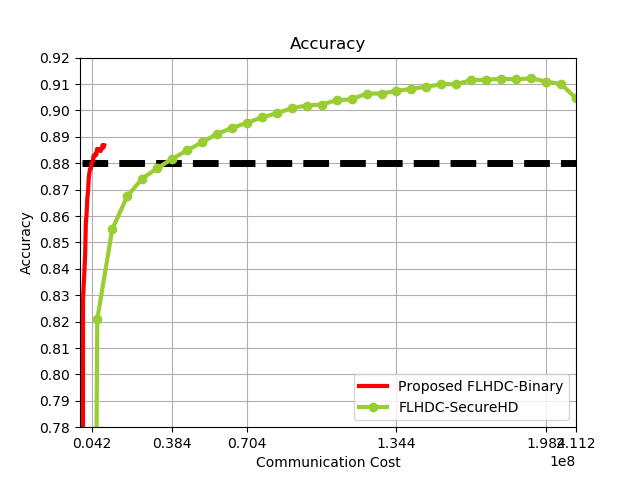 Accuracy
0.92
0.91
0.90
0.89
0.88
0.87
0.86
0.85
0.84
0.83
0.82
0.81
0.80
0.79
0.78
Accuracy
Proposed FLHDC-Binary
FLHDC-SecureHD
0.042 0.384 0.704 1.344 1.984 2.112
Communication Cost
1e8